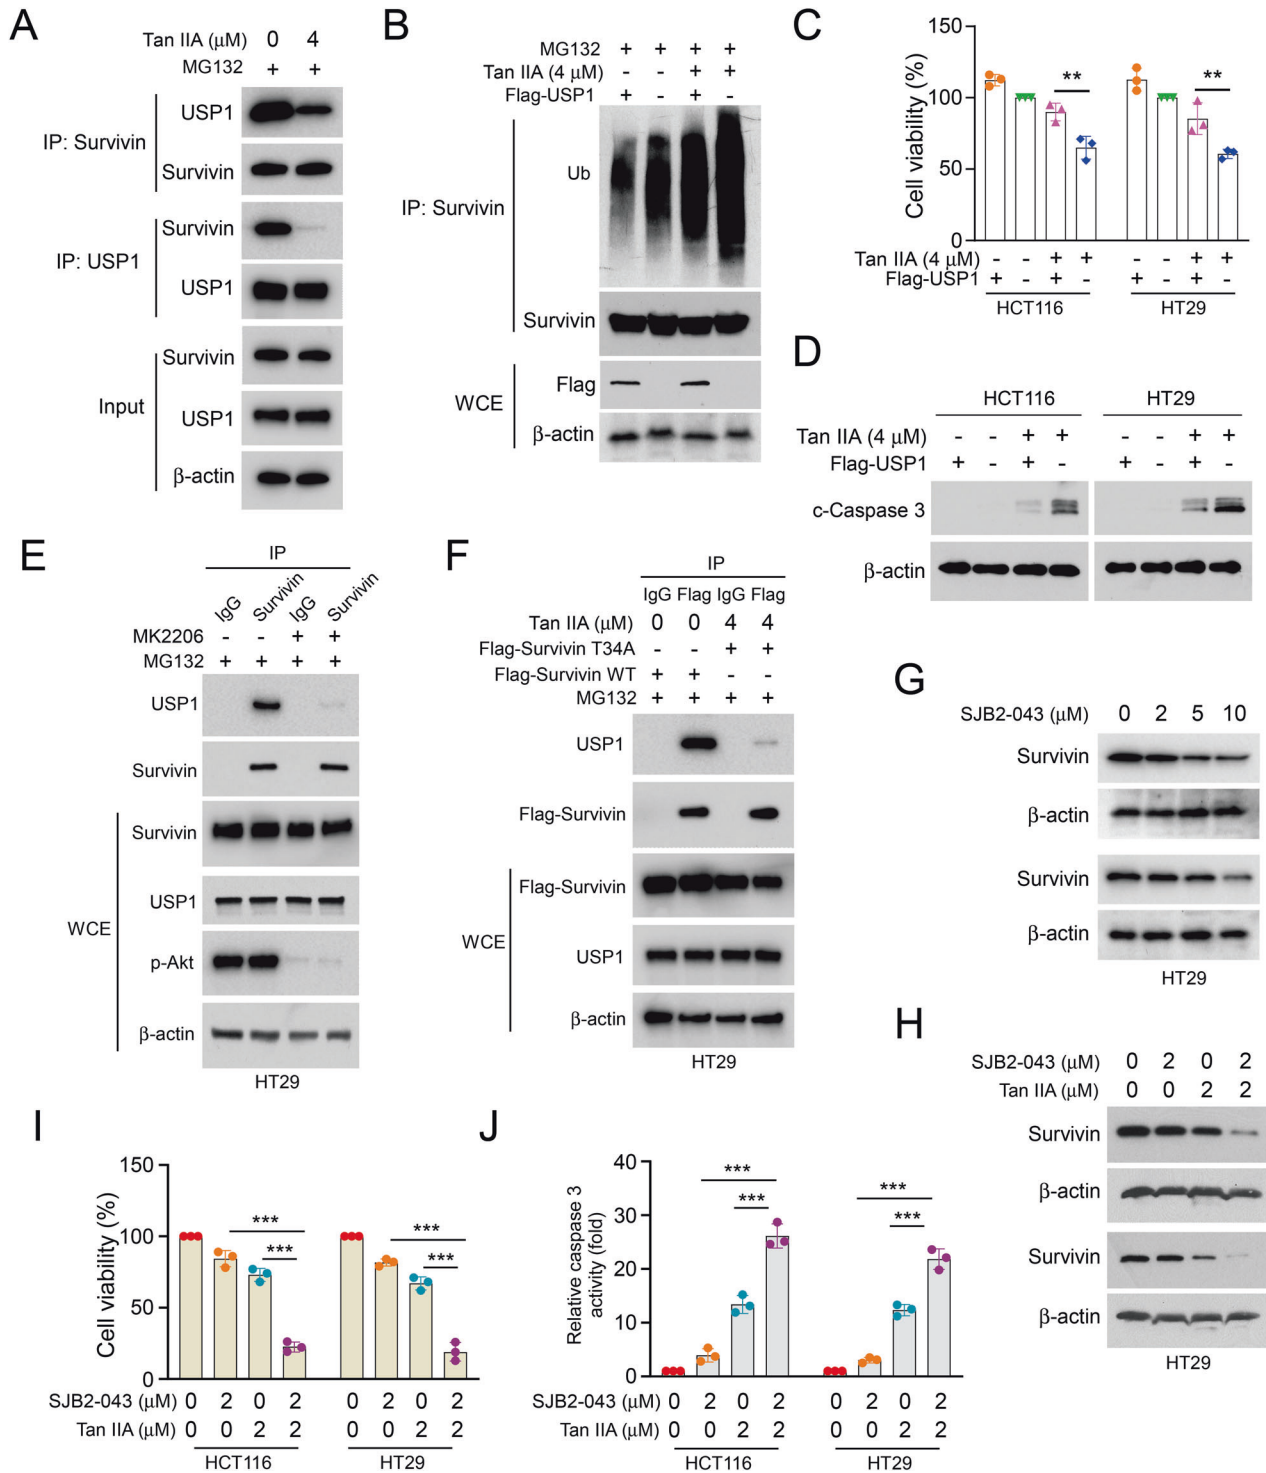 A
Tan IIA (μM) 0 4
MG132 + +
IP: Survivin
USP1
Survivin
IP: USP1
Survivin
USP1
Input
Survivin
USP1
β-actin
B
MG132 + + + +
Tan IIA (4 μM) - - + +
Flag-USP1 + - + -
IP: Survivin
Ub
Survivin
WCE
Flag
β-actin
C
Cell viability (%)
150
100
50
0
** **
Tan IIA (4 μM) - - + + - - + +
Flag-USP1 + - + - + - + -
HCT116 HT29
D
HCT116 HT29
Tan IIA (4 μM) - - + + - - + +
Flag-USP1 + - + - + - + -
c-Caspase 3
β-actin
E
IP
IgG Survivin IgG Survivin
MK2206 - - + +
MG132 + + + +
USP1
Survivin
WCE
Survivin
USP1
p-Akt
β-actin
HT29
F
IP
IgG Flag IgG Flag
Tan IIA (μM) 0 0 4 4
Flag-Survivin T34A - - + +
Flag-Survivin WT + + - -
MG132 + + + +
USP1
Flag-Survivin
WCE
Flag-Survivin
USP1
β-actin
HT29
G
SJB2-043 (μM) 0 2 5 10
Survivin
β-actin
Survivin
β-actin
HT29
H
SJB2-043 (μM) 0 2 0 2
Tan IIA (μM) 0 0 2 2
Survivin
β-actin
Survivin
β-actin
HT29
I
Cell viability (%)
150
100
50
0
*** ***
*** ***
SJB2-043 (μM) 0 2 0 2 0 2 0 2
Tan IIA (μM) 0 0 2 2 0 0 2 2
HCT116 HT29
J
Relative caspase 3
activity (fold)
40
30
20
10
0
*** ***
*** ***
SJB2-043 (μM) 0 2 0 2 0 2 0 2
Tan IIA (μM) 0 0 2 2 0 0 2 2
HCT116 HT29